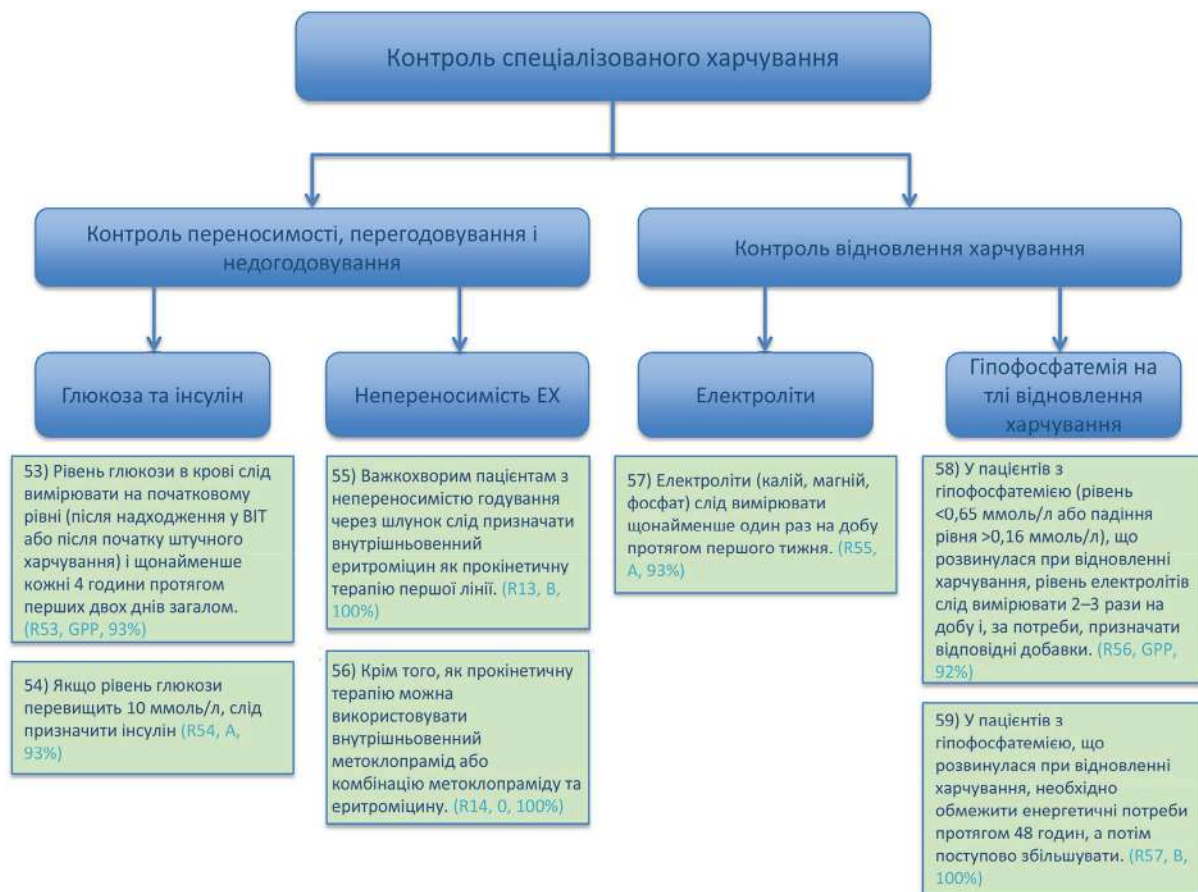 Контроль спеціалізованого харчування
Контроль переносимості, перегодовування і
недогодовування
Контроль відновлення харчування
Глюкоза та інсулін
Непереносимість ЕХ
Електроліти
Гіпофосфатемія на
тлі відновлення
харчування
53) Рівень глюкози в крові слід
вимірювати на початковому
рівні (після надходження у ВІТ
або після початку штучного
харчування) і щонайменше
кожні 4 години протягом
перших двох днів загалом.
(R53, GPP, 93%)
54) Якщо рівень глюкози
перевищить 10 ммоль/л, слід
призначити інсулін (R54, A,
93%)
55) Важкохворим пацієнтам з
непереносимістю годування
через шлунок слід призначати
внутрішньовенний
еритроміцин як прокінетичну
терапію першої лінії. (R13, B,
100%)
56) Крім того, як прокінетичну
терапію можна
використовувати
внутрішньовенний
метоклопрамід або
комбінацію метоклопраміду та
еритроміцину. (R14, 0, 100%)
57) Електроліти (калій, магній,
фосфат) слід вимірювати
щонайменше один раз на добу
протягом першого тижня. (R55,
A, 93%)
58) У пацієнтів з
гіпофосфатемією (рівень
<0,65 ммоль/л або падіння
рівня >0,16 ммоль/л), що
розвинулася при відновленні
харчування, рівень електролітів
слід вимірювати 2–3 рази на
добу і, за потреби, призначати
відповідні добавки. (R56, GPP,
92%)
59) У пацієнтів з
гіпофосфатемією, що
розвинулася при відновленні
харчування, необхідно
обмежити енергетичні потреби
протягом 48 годин, а потім
поступово збільшувати. (R57, B,
100%)